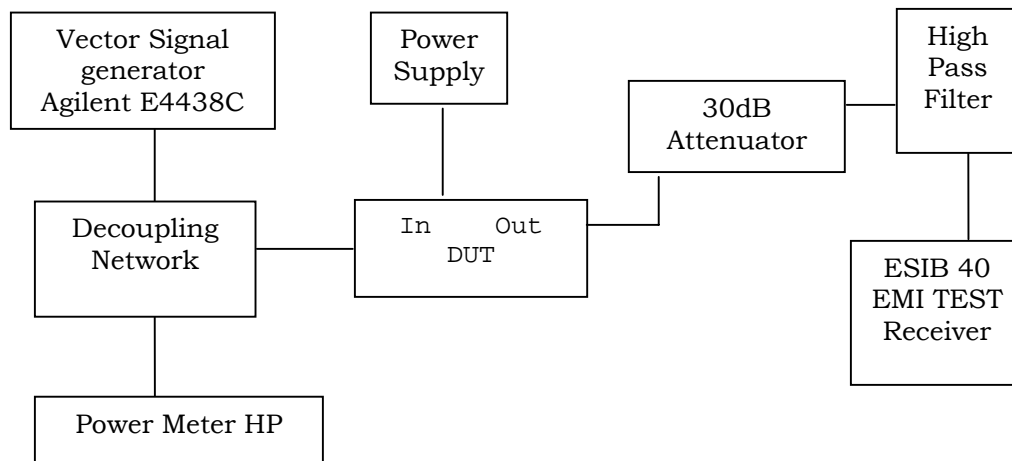 Vector Signal
generator
Agilent E4438C
Power
Supply
High
Pass
Filter
30dB
Attenuator
Decoupling
Network
In Out
DUT
ESIB 40
EMI TEST
Receiver
Power Meter HP